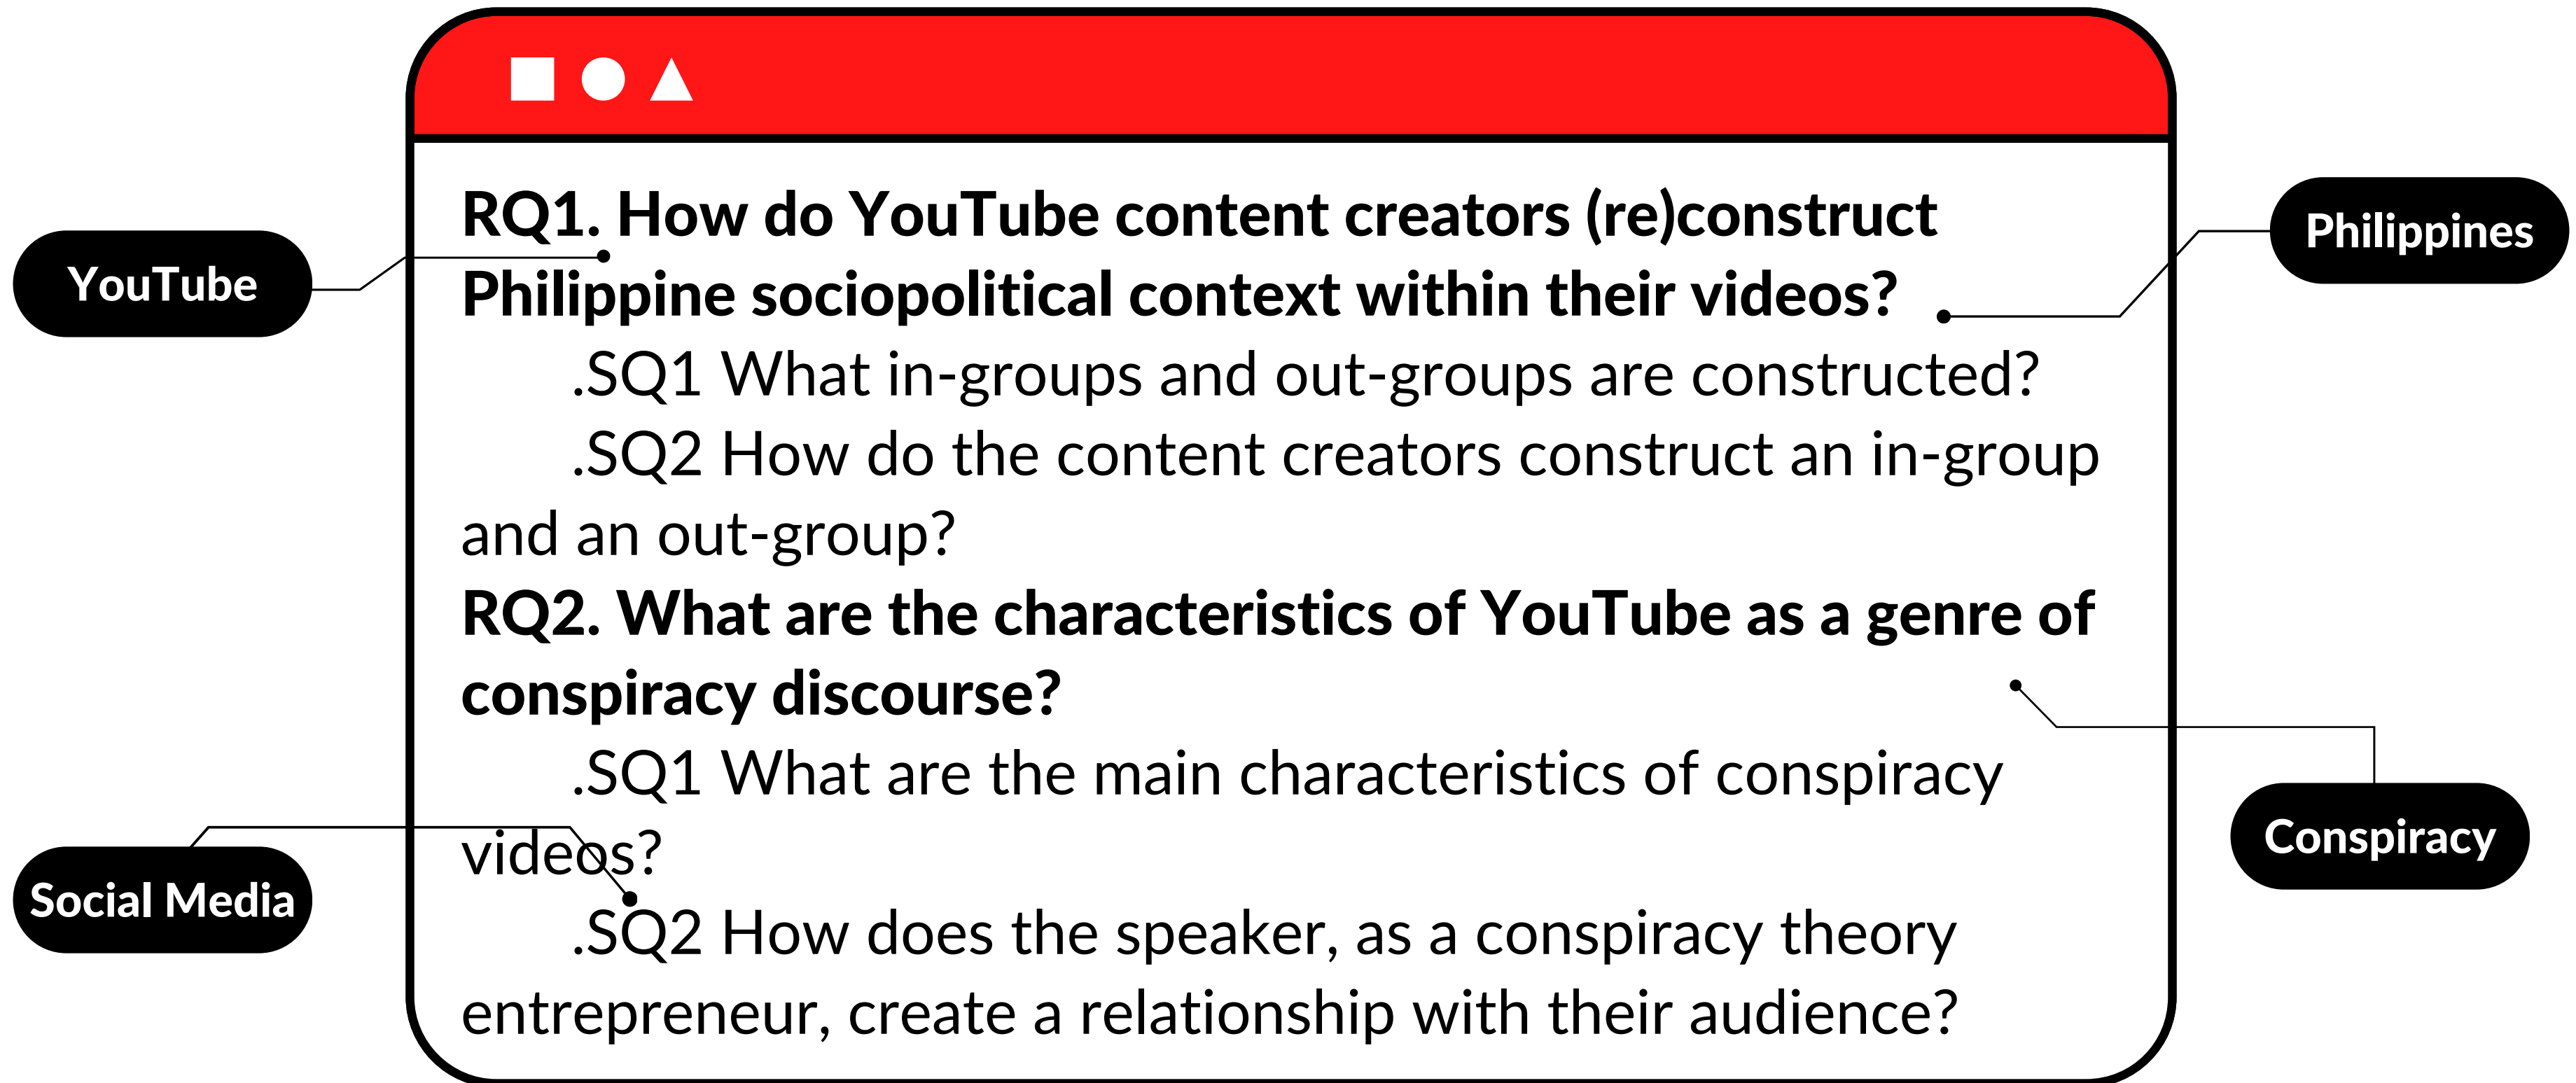 RQ1. How do YouTube content creators (re)construct
Philippine sociopolitical context within their videos?
.SQ1 What in-groups and out-groups are constructed?
.SQ2 How do the content creators construct an in-group
and an out-group?
RQ2. What are the characteristics of YouTube as a genre of
conspiracy discourse?
.SQ1 What are the main characteristics of conspiracy
videos?
.SQ2 How does the speaker, as a conspiracy theory
entrepreneur, create a relationship with their audience?
YouTube
Social Media
Philippines
Conspiracy